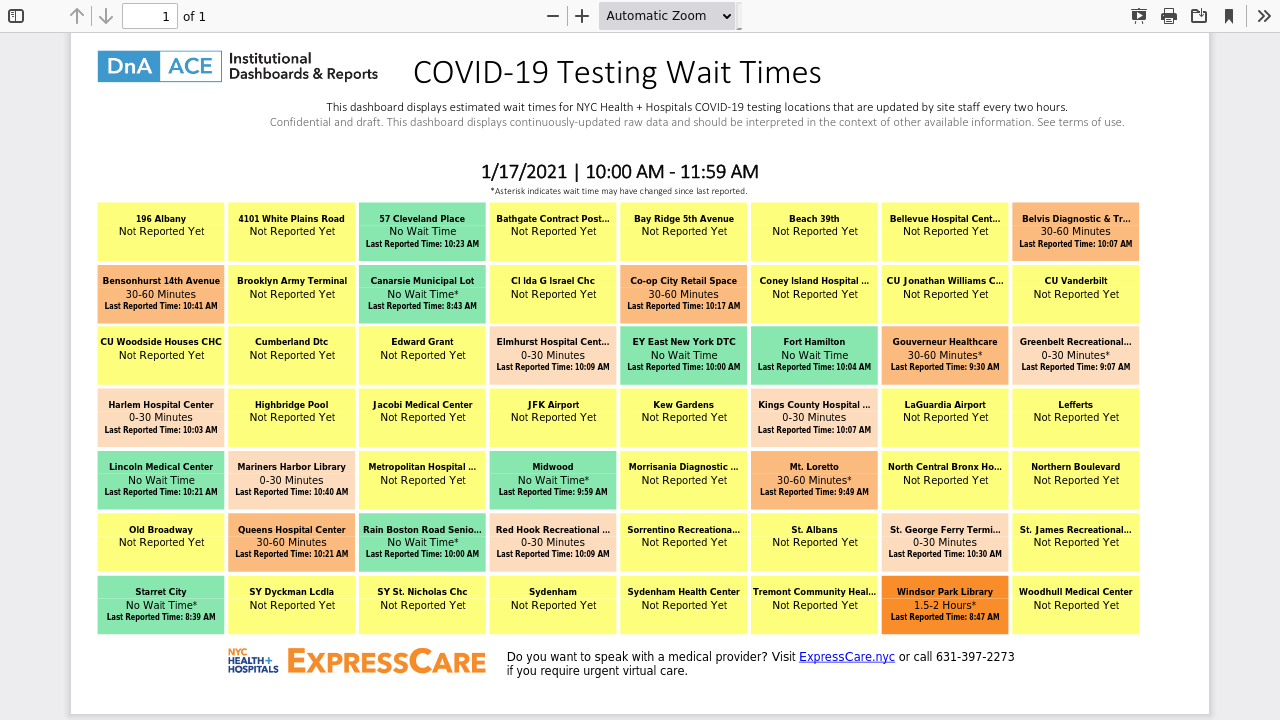 1 of 1 Automatic Zoom
DnA ACE Institutional
Dashboards & Reports
COVID-19 Testing Wait Times
This dashboard displays estimated wait times for NYC Health + Hospitals COVID-19 testing locations that are updated by site staff every two hours.
Confidential and draft. This dashboard displays continuously-updated raw data and should be interpreted in the context of other available information. See terms of use.
1/17/2021 | 10:00 AM - 11:59 AM
*Asterisk indicates wait time may have changed since last reported.
196 Albany
Not Reported Yet
4101 White Plains Road
Not Reported Yet
57 Cleveland Place
No Wait Time
Last Reported Time: 10:23 AM
Bathgate Contract Post...
Not Reported Yet
Bay Ridge 5th Avenue
Not Reported Yet
Beach 39th
Not Reported Yet
Bellevue Hospital Cent...
Not Reported Yet
Belvis Diagnostic & Tr...
30-60 Minutes
Last Reported Time: 10:07 AM
Bensonhurst 14th Avenue
30-60 Minutes
Last Reported Time: 10:41 AM
Brooklyn Army Terminal
Not Reported Yet
Canarsie Municipal Lot
No Wait Time*
Last Reported Time: 8:43 AM
Cl Ida G Israel Chc
Not Reported Yet
Co-op City Retail Space
30-60 Minutes
Last Reported Time: 10:17 AM
Coney Island Hospital ...
Not Reported Yet
CU Jonathan Williams C...
Not Reported Yet
CU Vanderbilt
Not Reported Yet
CU Woodside Houses CHC
Not Reported Yet
Cumberland Dtc
Not Reported Yet
Edward Grant
Not Reported Yet
Elmhurst Hospital Cent...
0-30 Minutes
Last Reported Time: 10:09 AM
EY East New York DTC
No Wait Time
Last Reported Time: 10:00 AM
Fort Hamilton
No Wait Time
Last Reported Time: 10:04 AM
Gouverneur Healthcare
30-60 Minutes*
Last Reported Time: 9:30 AM
Greenbelt Recreational...
0-30 Minutes*
Last Reported Time: 9:07 AM
Harlem Hospital Center
0-30 Minutes
Last Reported Time: 10:03 AM
Highbridge Pool
Not Reported Yet
Jacobi Medical Center
Not Reported Yet
JFK Airport
Not Reported Yet
Kew Gardens
Not Reported Yet
Kings County Hospital ...
0-30 Minutes
Last Reported Time: 10:07 AM
LaGuardia Airport
Not Reported Yet
Lefferts
Not Reported Yet
Lincoln Medical Center
No Wait Time
Last Reported Time: 10:21 AM
Mariners Harbor Library
0-30 Minutes
Last Reported Time: 10:40 AM
Metropolitan Hospital ...
Not Reported Yet
Midwood
No Wait Time*
Last Reported Time: 9:59 AM
Morrisania Diagnostic ...
Not Reported Yet
Mt. Loretto
30-60 Minutes*
Last Reported Time: 9:49 AM
North Central Bronx Ho...
Not Reported Yet
Northern Boulevard
Not Reported Yet
Old Broadway
Not Reported Yet
Queens Hospital Center
30-60 Minutes
Last Reported Time: 10:21 AM
Rain Boston Road Senio...
No Wait Time*
Last Reported Time: 10:00 AM
Red Hook Recreational ...
0-30 Minutes
Last Reported Time: 10:09 AM
Sorrentino Recreationa...
Not Reported Yet
St. Albans
Not Reported Yet
St. George Ferry Termi...
0-30 Minutes
Last Reported Time: 10:30 AM
St. James Recreational...
Not Reported Yet
Starret City
No Wait Time*
Last Reported Time: 8:39 AM
SY Dyckman Lcdla
Not Reported Yet
SY St. Nicholas Chc
Not Reported Yet
Sydenham
Not Reported Yet
Sydenham Health Center
Not Reported Yet
Tremont Community Heal...
Not Reported Yet
Windsor Park Library
1.5-2 Hours*
Last Reported Time: 8:47 AM
Woodhull Medical Center
Not Reported Yet
NYC
HEALTH+
HOSPITALS
EXPRESSCARE
Do you want to speak with a medical provider? Visit ExpressCare.nyc or call 631-397-2273
if you require urgent virtual care.